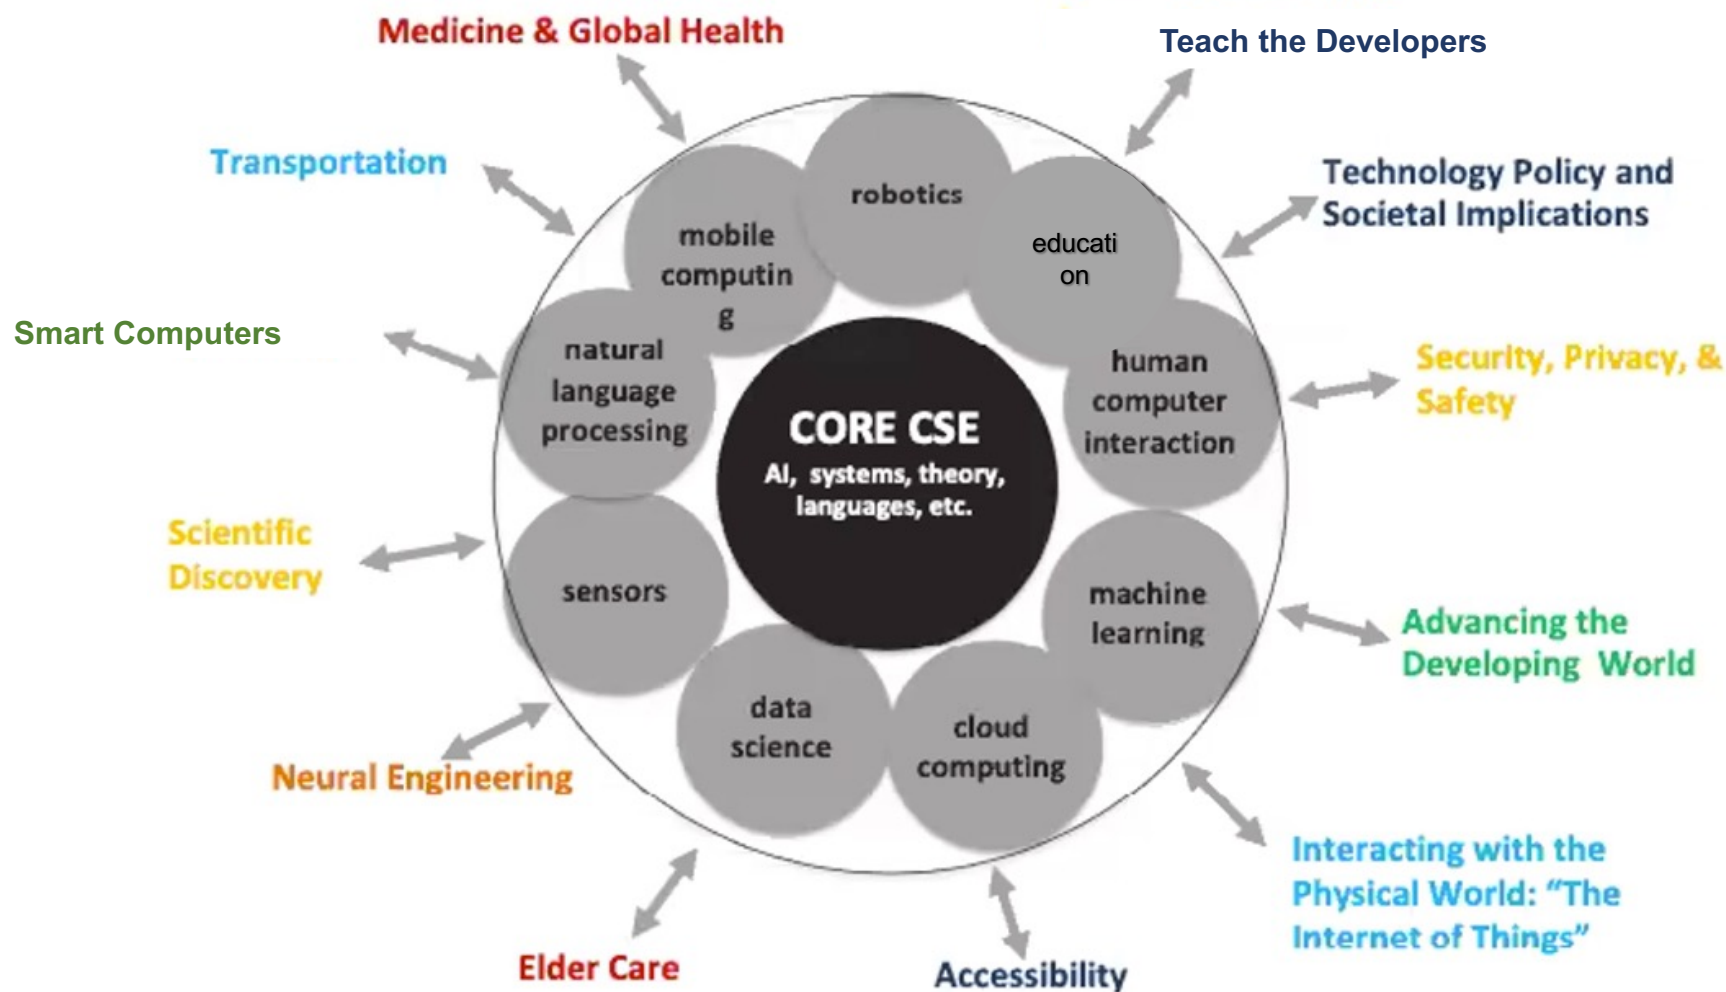 Medicine & Global Health
Teach the Developers
Transportation
Technology Policy and
Societal Implications
robotics
mobile
computin
g
educati
on
Smart Computers
natural
language
processing
human
computer
interaction
Security, Privacy, &
Safety
CORE CSE
AI, systems, theory,
languages, etc.
Scientific
Discovery
sensors
machine
learning
Advancing the
Developing World
data
science
cloud
computing
Neural Engineering
Interacting with the
Physical World: “The
Internet of Things”
Elder Care
Accessibility